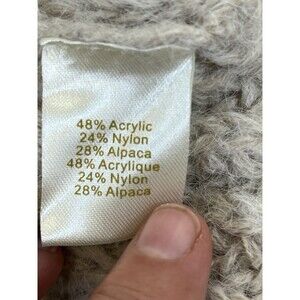 48% Acrylic
24% Nylon
28% Alpaca
48% Acrylique
24% Nylon
28% Alpaca